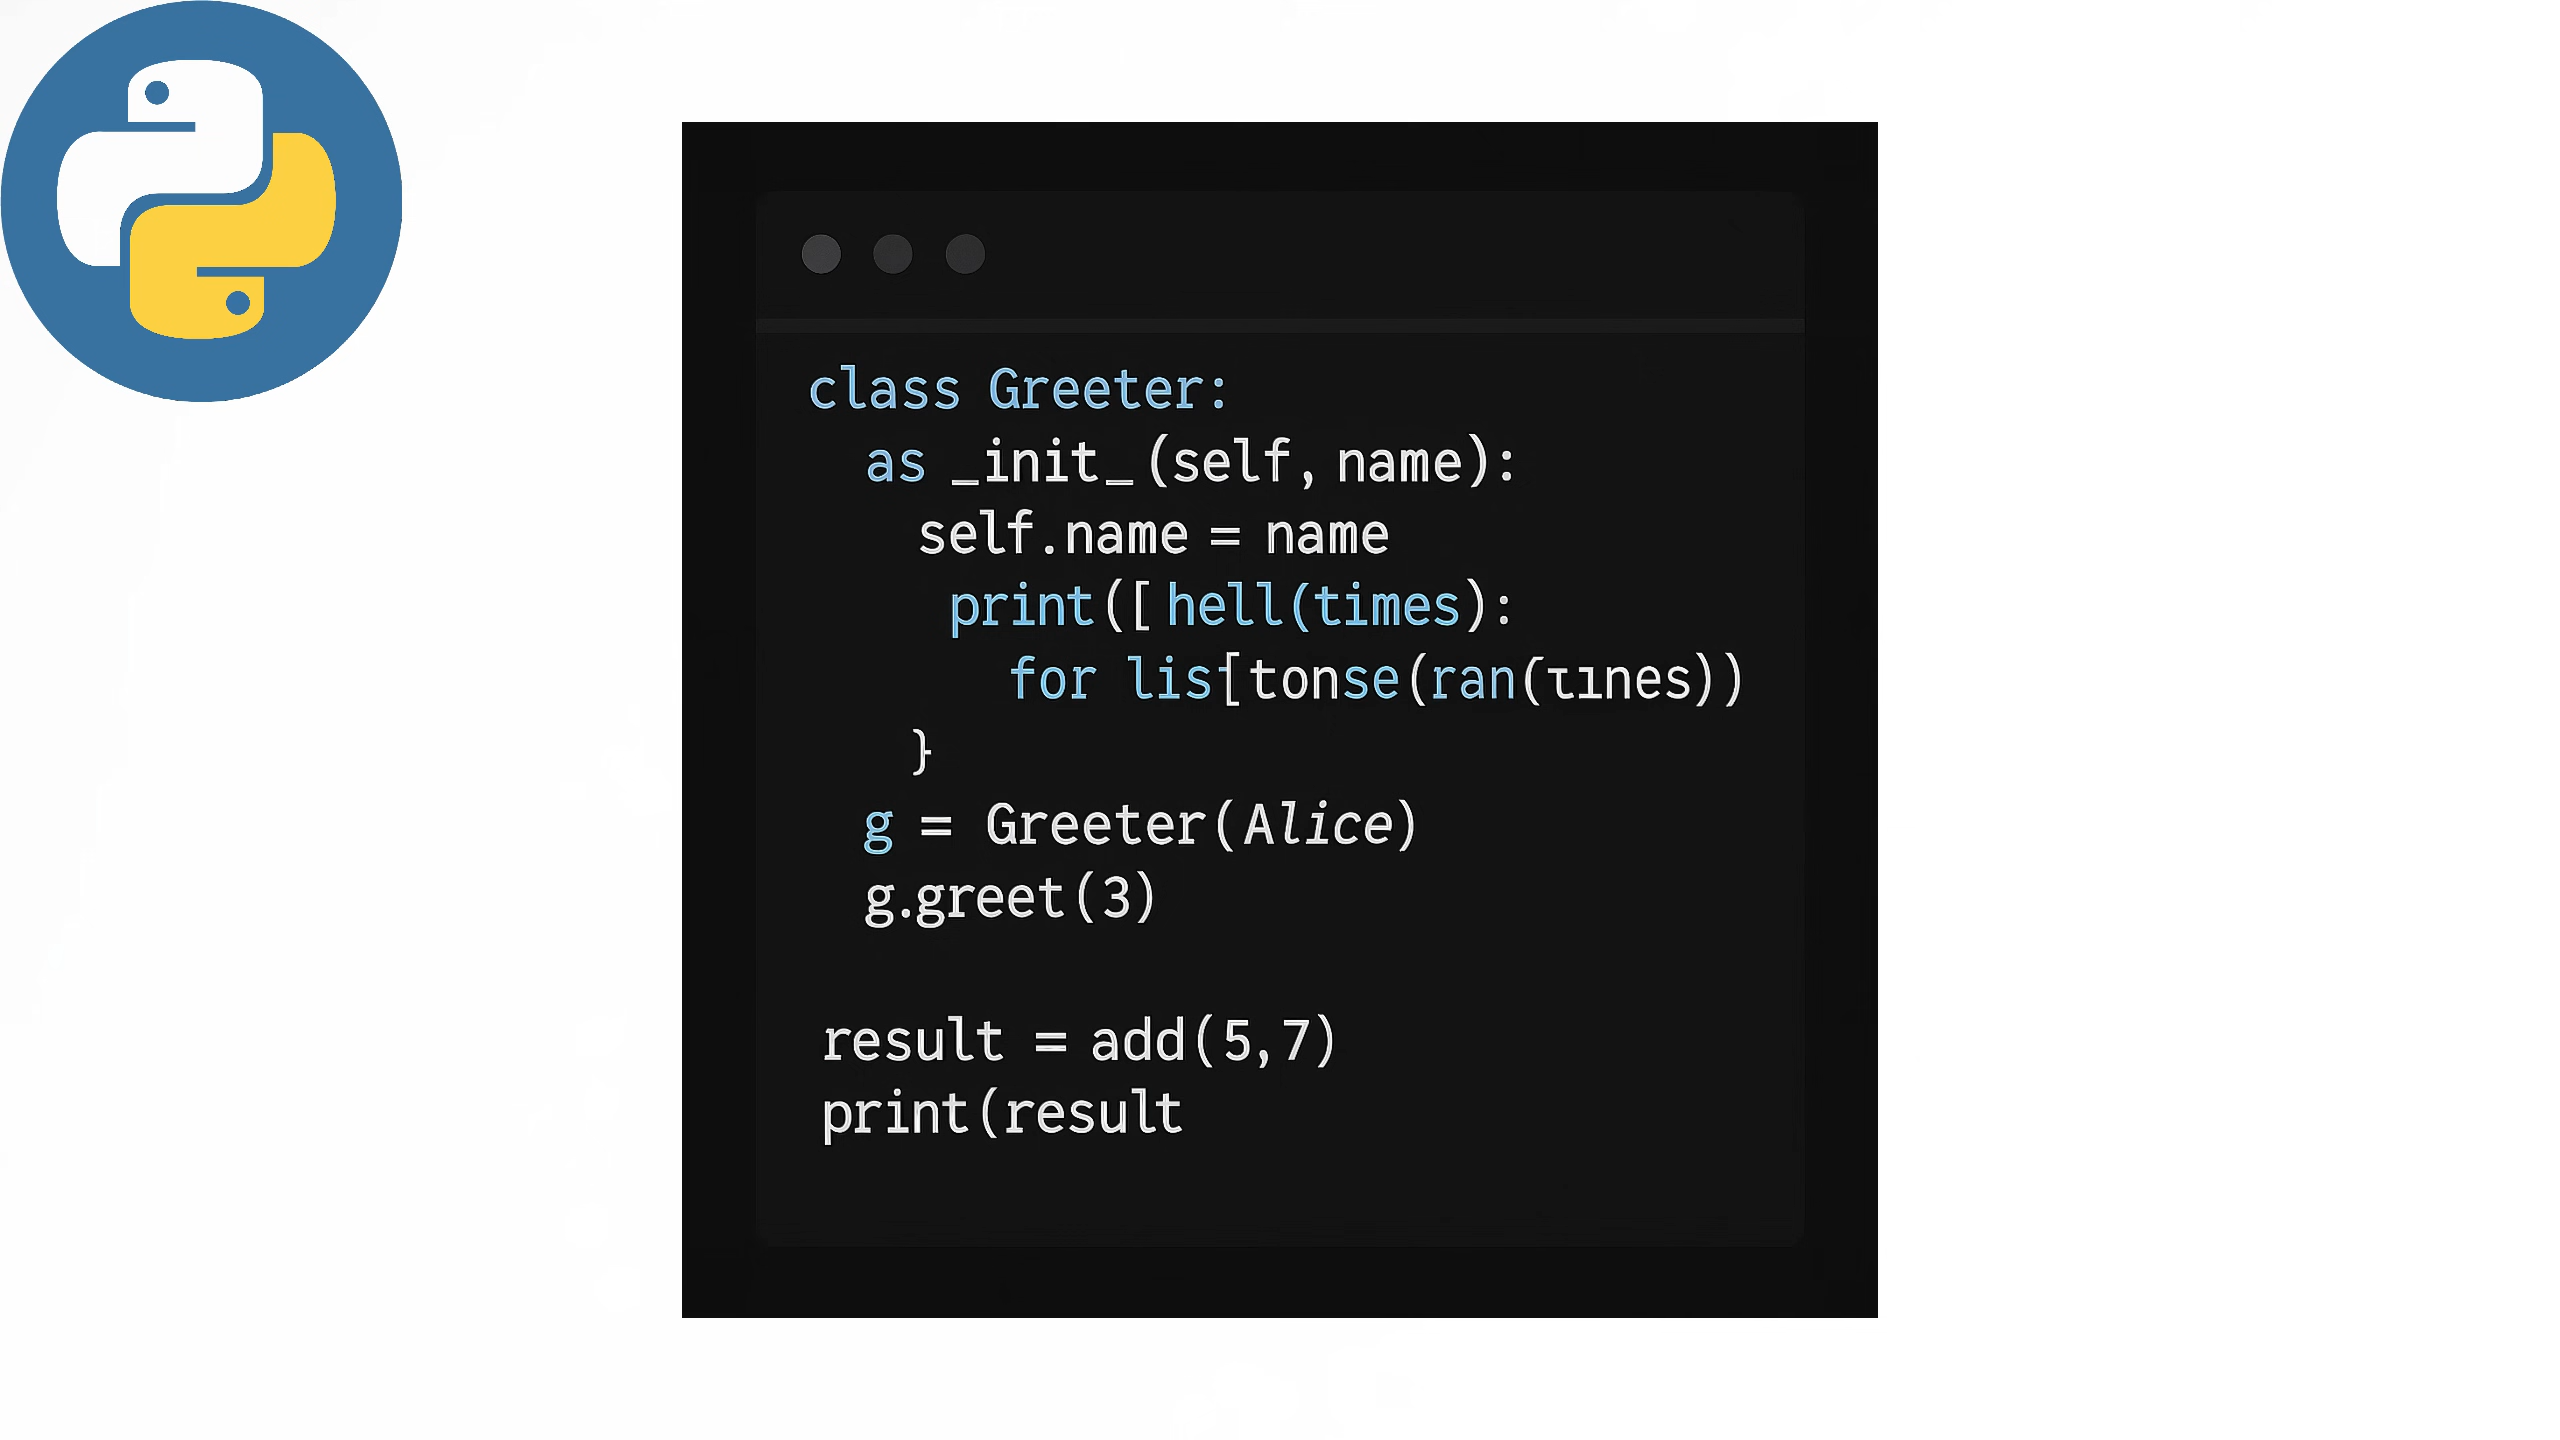 class Greeter:
as _init_(self, name):
self.name = name
print([ hell(times):
for lis[tonse(ran(τınes))
}
g = Greeter(Alice)
g.greet(3)
result = add(5,7)
print(result